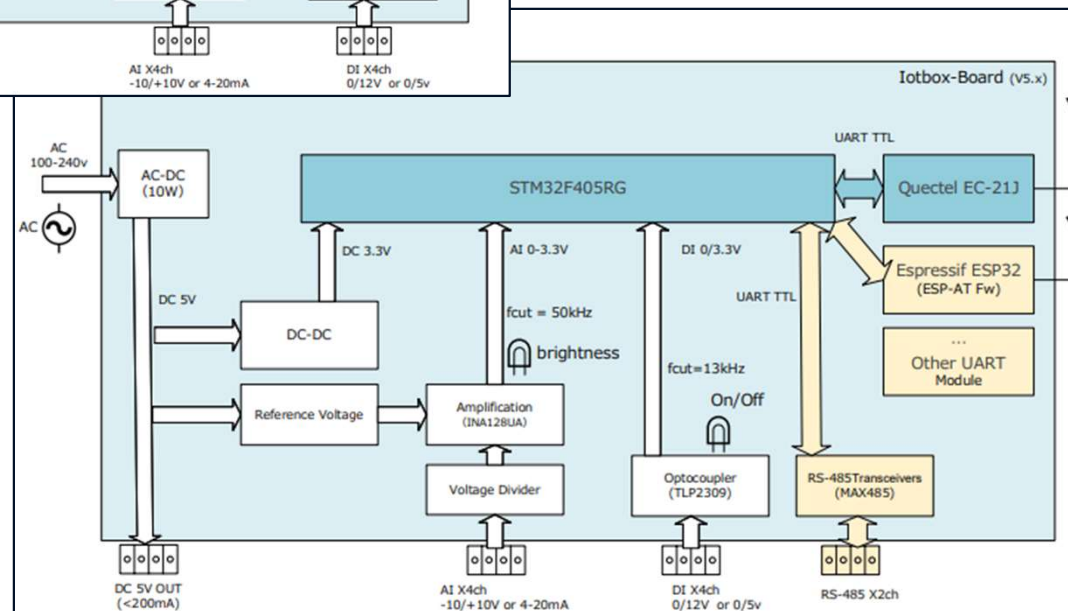 AI X4ch
-10/+10V or 4-20mA
DI X4ch
0/12V or 0/5v
Iotbox-Board (V5.x)
UART TTL
AC
100-240v
AC-DC
(10W)
STM32F405RG
Quectel EC-21J
AC
DC 3.3V
AI 0-3.3V
DI 0/3.3V
Espressif ESP32
(ESP-AT Fw)
DC 5V
UART TTL
fcut = 50kHz
DC-DC
brightness
...
Other UART
Module
fcut=13kHz
On/Off
Reference Voltage
Amplification
(INA128UA)
Voltage Divider
Optocoupler
(TLP2309)
RS-485Transceivers
(MAX485)
DC 5V OUT
(<200mA)
AI X4ch
-10/+10V or 4-20mA
DI X4ch
0/12V or 0/5v
RS-485 X2ch